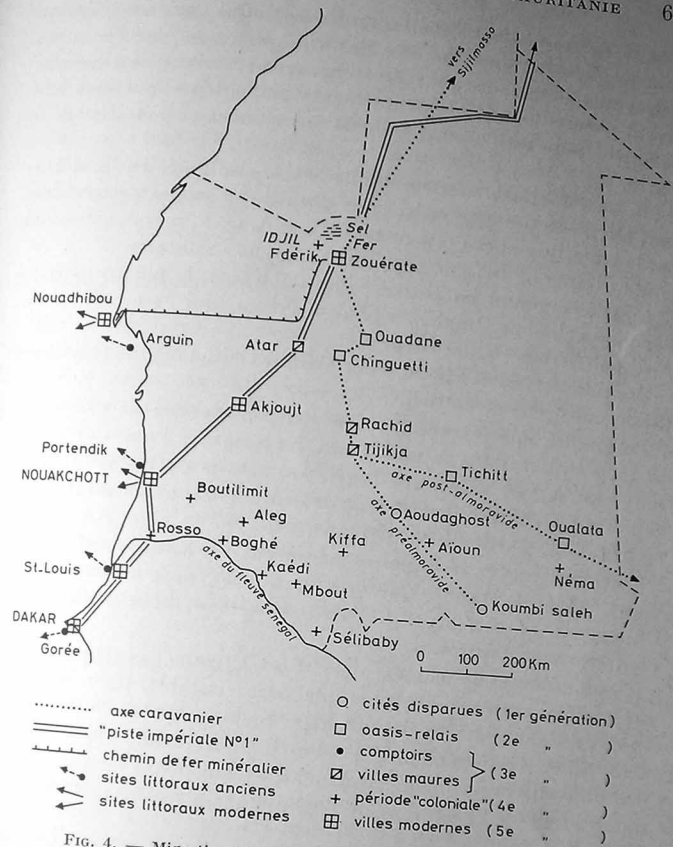 6
vers
Sijilmassa
Sel
IDJIL
Fer
Fdérik
Zouérate
Nouadhibou
Ouadane
Arguin
Atar
Chinguetti
Akjoujt
Rachid
Portendik
Tijikja
NOUAKCHOTT
Tichitt
axe post-almoravide
Boutilimit
Aoudaghost
Aleg
Oualata
Rosso
Boghé
Kiffa
Aïoun
axe préalmoravide
St-Louis
Kaédi
Néma
axe du fleuve senegal
Mbout
Koumbi saleh
DAKAR
Sélibaby
Gorée
0 100 200 Km
axe caravanier
"piste impériale N°1"
chemin de fer minéralier
sites littoraux anciens
sites littoraux modernes
cités disparues (1er génération)
oasis-relais (2e " )
comptoirs
villes maures (3e " )
période "coloniale" (4e " )
villes modernes (5e " )
FIG. 4. —